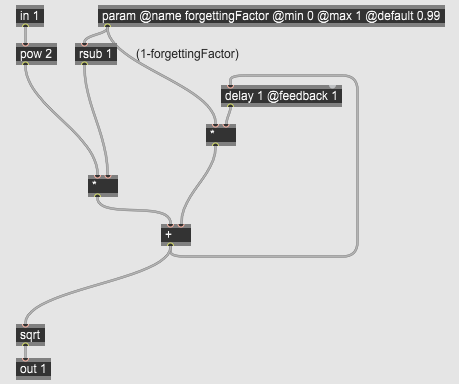 in 1
param @name forgettingFactor @min 0 @max 1 @default 0.99
pow 2
rsub 1
(1-forgettingFactor)
delay 1 @feedback 1
*
*
+
sqrt
out 1